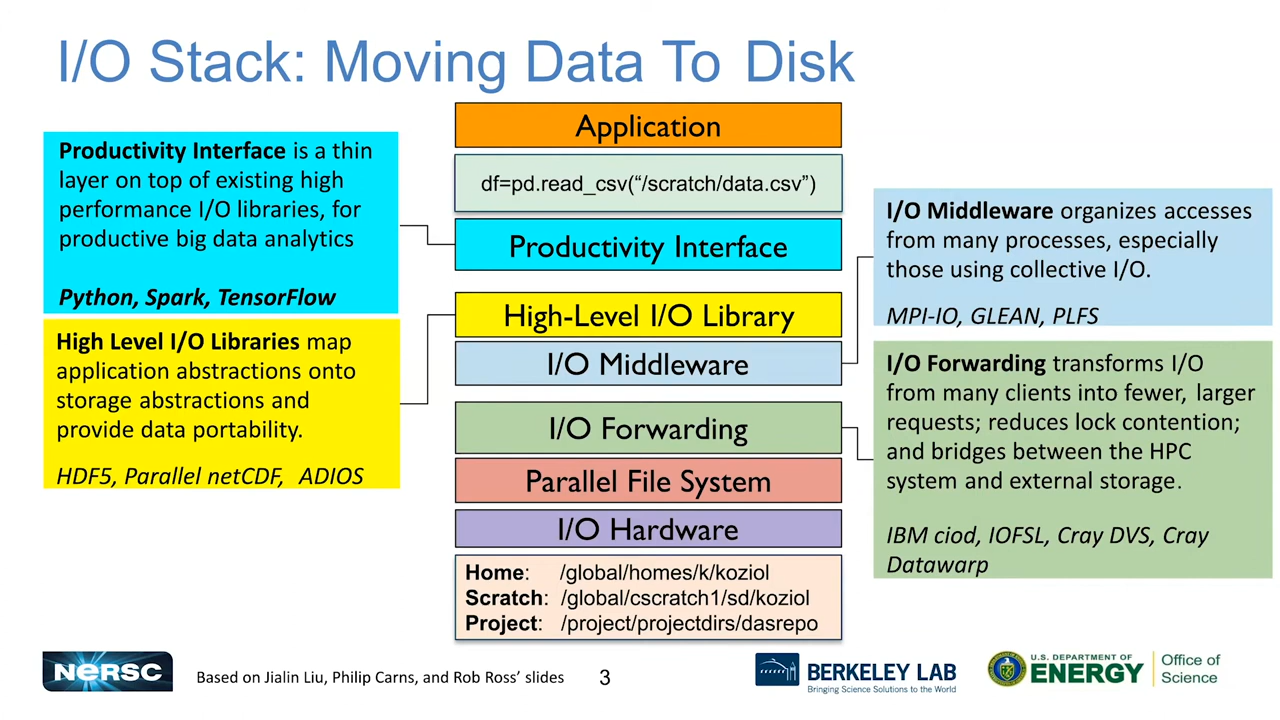 I/O Stack: Moving Data To Disk
Productivity Interface is a thin
layer on top of existing high
performance I/O libraries, for
productive big data analytics
Python, Spark, TensorFlow
High Level I/O Libraries map
application abstractions onto
storage abstractions and
provide data portability.
HDF5, Parallel netCDF, ADIOS
Application
df=pd.read_csv(“/scratch/data.csv”)
Productivity Interface
High-Level I/O Library
I/O Middleware
I/O Forwarding
Parallel File System
I/O Hardware
Home: /global/homes/k/koziol
Scratch: /global/cscratch1/sd/koziol
Project: /project/projectdirs/dasrepo
I/O Middleware organizes accesses
from many processes, especially
those using collective I/O.
MPI-IO, GLEAN, PLFS
I/O Forwarding transforms I/O
from many clients into fewer, larger
requests; reduces lock contention;
and bridges between the HPC
system and external storage.
IBM ciod, IOFSL, Cray DVS, Cray
Datawarp
NERSC
Based on Jialin Liu, Philip Carns, and Rob Ross’ slides
3
BERKELEY LAB
Bringing Science Solutions to the World
U.S. DEPARTMENT OF
ENERGY
Office of
Science